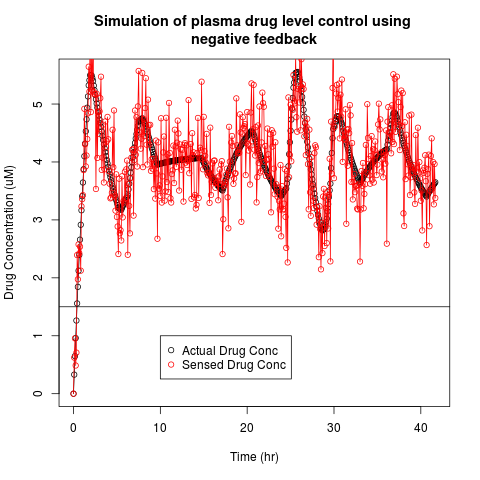 Simulation of plasma drug level control using
negative feedback
Drug Concentration (uM)
5
4
3
2
1
0
Actual Drug Conc
Sensed Drug Conc
0 10 20 30 40
Time (hr)